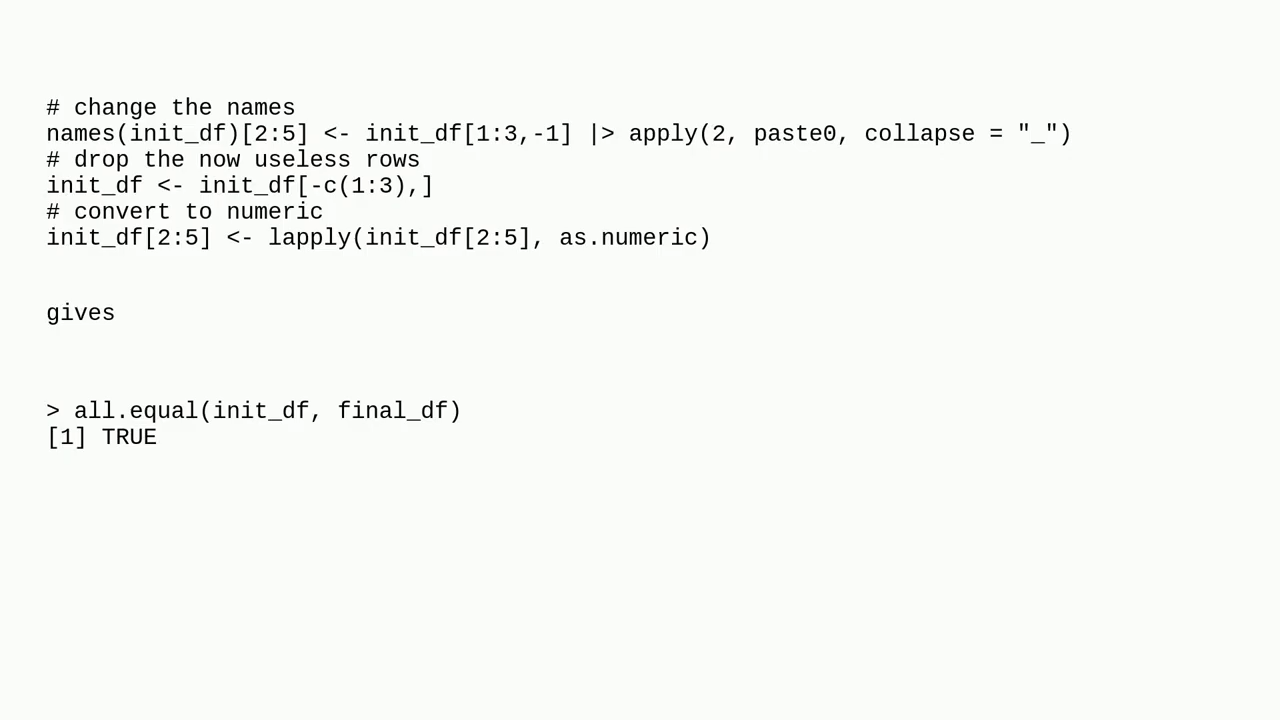 # change the names
names(init_df)[2:5] <- init_df[1:3,-1] |> apply(2, paste0, collapse = "_")
# drop the now useless rows
init_df <- init_df[-c(1:3),]
# convert to numeric
init_df[2:5] <- lapply(init_df[2:5], as.numeric)
gives
> all.equal(init_df, final_df)
[1] TRUE